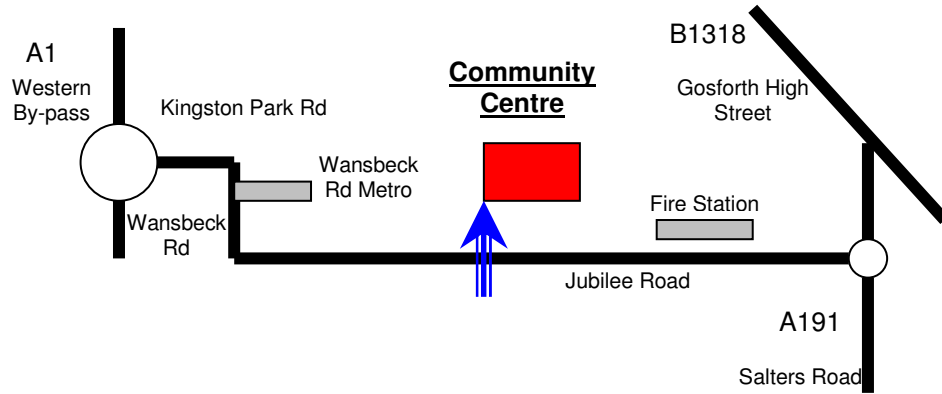 A1
Western
By-pass
Kingston Park Rd
Community
Centre
B1318
Gosforth High
Street
Wansbeck
Rd Metro
Wansbeck
Rd
Fire Station
Jubilee Road
A191
Salters Road